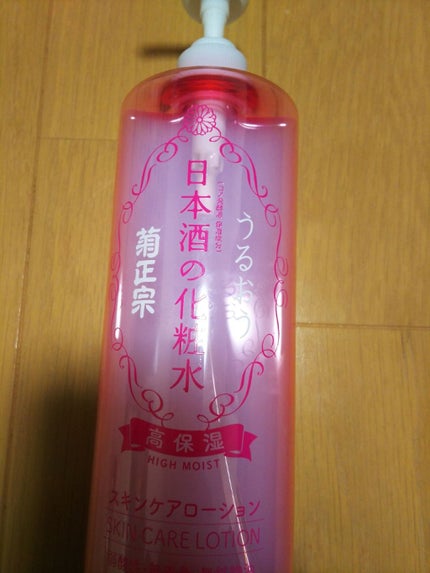 うるおう
日本酒の化粧水
菊正宗
高保湿
HIGH MOIST
スキンケアローション
SKIN CARE LOTION